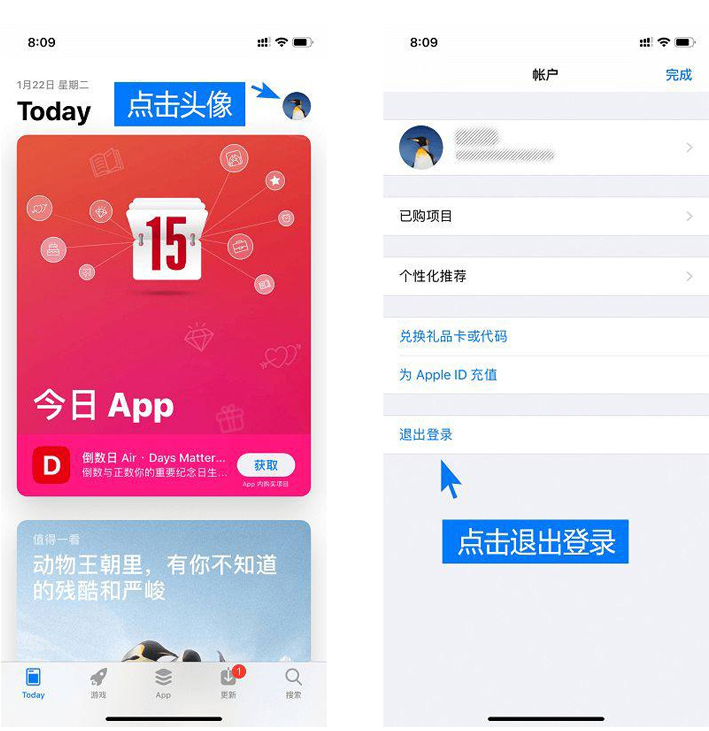 8:09
1月22日 星期二
Today
点击头像
15
今日 App
D
倒数日 Air · Days Matter...
倒数与正数你的重要纪念日生...
获取
App 内购买项目
值得一看
动物王朝里，有你不知道
的残酷和严峻
1
Today
游戏
App
更新
搜索
8:09
帐户
完成
已购项目
个性化推荐
兑换礼品卡或代码
为 Apple ID 充值
退出登录
点击退出登录